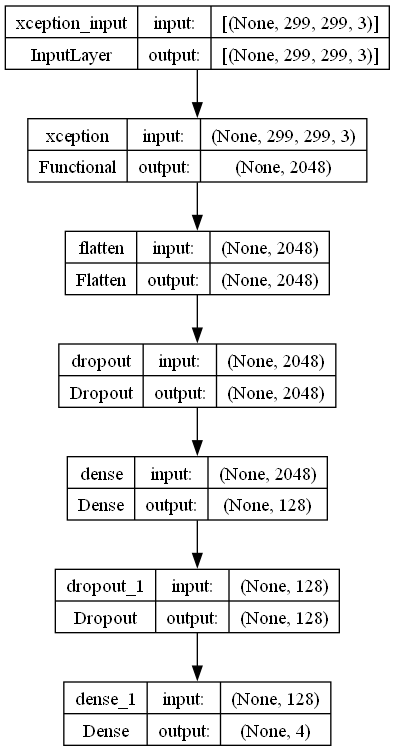 xception_input input: [(None, 299, 299, 3)]
InputLayer output: [(None, 299, 299, 3)]
xception input: (None, 299, 299, 3)
Functional output: (None, 2048)
flatten input: (None, 2048)
Flatten output: (None, 2048)
dropout input: (None, 2048)
Dropout output: (None, 2048)
dense input: (None, 2048)
Dense output: (None, 128)
dropout_1 input: (None, 128)
Dropout output: (None, 128)
dense_1 input: (None, 128)
Dense output: (None, 4)